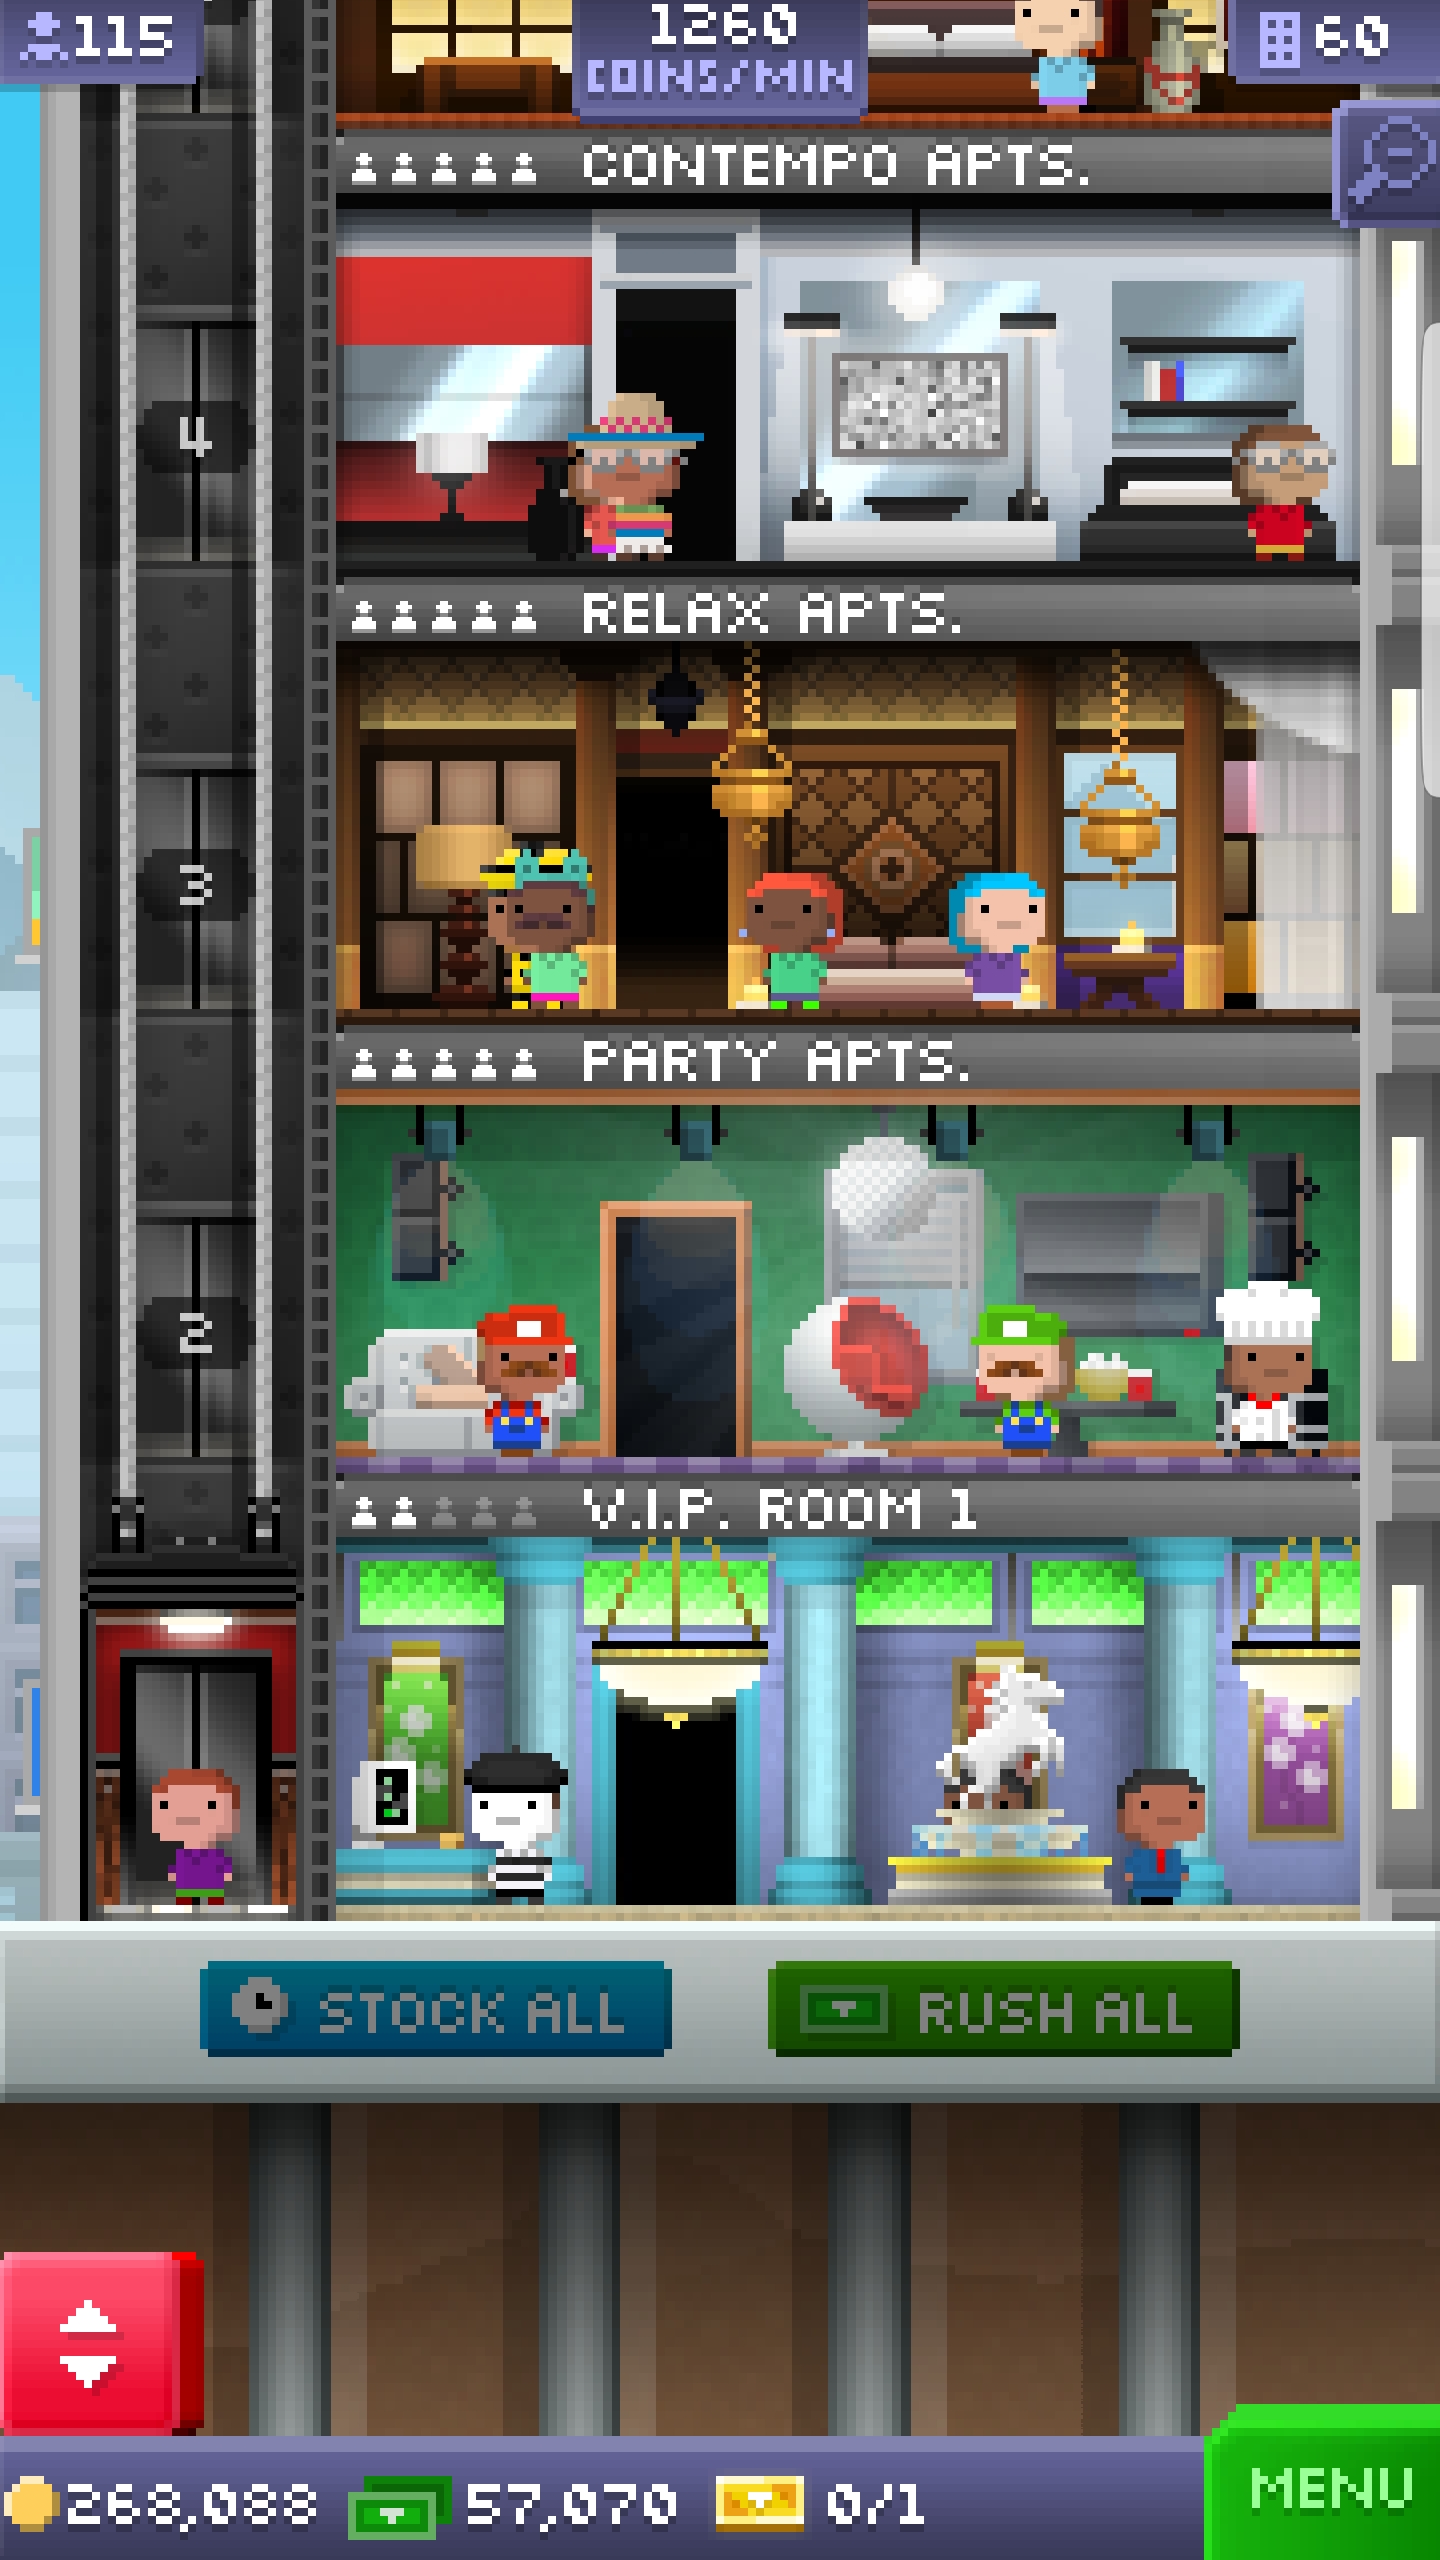 115
1260
COINS/MIN
60
CONTEMPO APTS.
4
RELAX APTS.
3
PARTY APTS.
2
V.I.P. ROOM 1
STOCK ALL
RUSH ALL
268,088
57,070
0/1
MENU